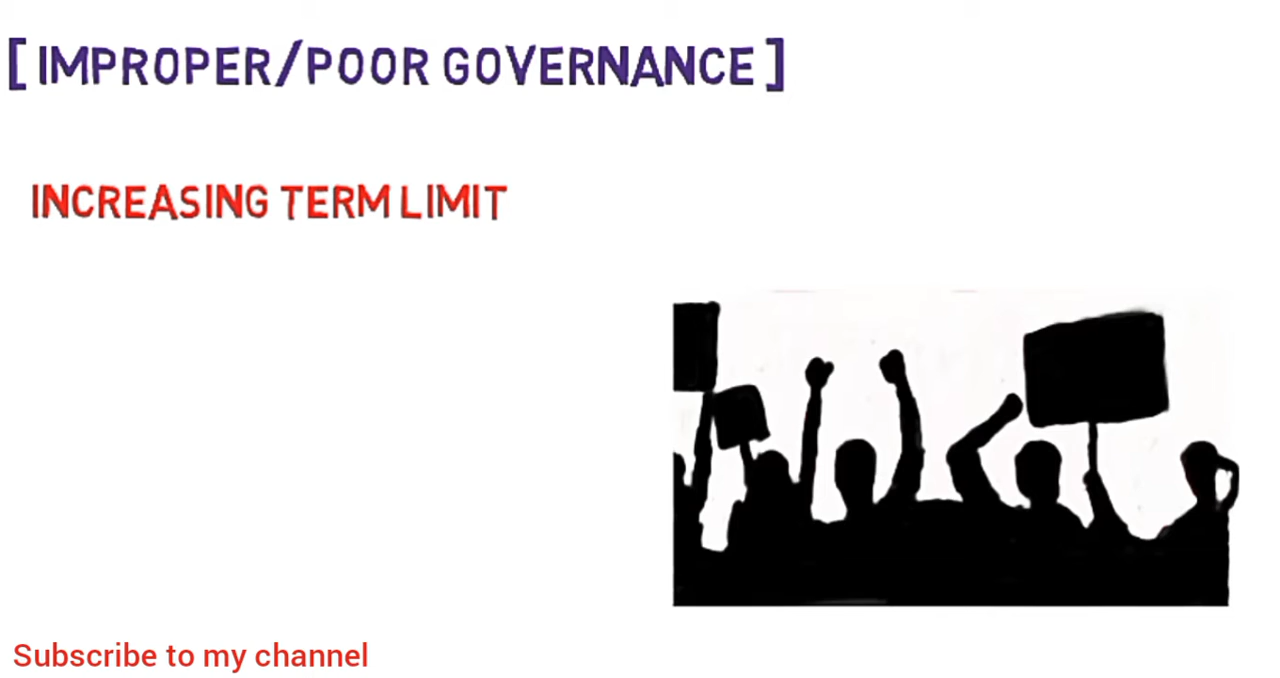 [ IMPROPER/POOR GOVERNANCE ]
INCREASING TERM LIMIT
Subscribe to my channel